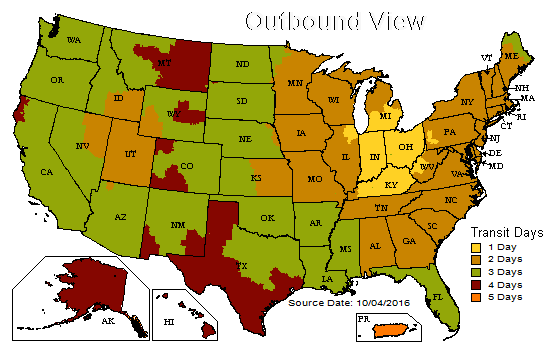 Outbound View
WA
MT
ND
MN
ME
VT
OR
ID
WY
SD
WI
MI
NY
NH
MA
RI
CT
NV
UT
CO
NE
IA
IL
IN
OH
PA
NJ
DE
MD
CA
KS
MO
KY
WV
VA
AZ
NM
OK
AR
TN
NC
SC
TX
LA
MS
AL
GA
FL
AK
HI
PR
Transit Days
1 Day
2 Days
3 Days
4 Days
5 Days
Source Date: 10/04/2016